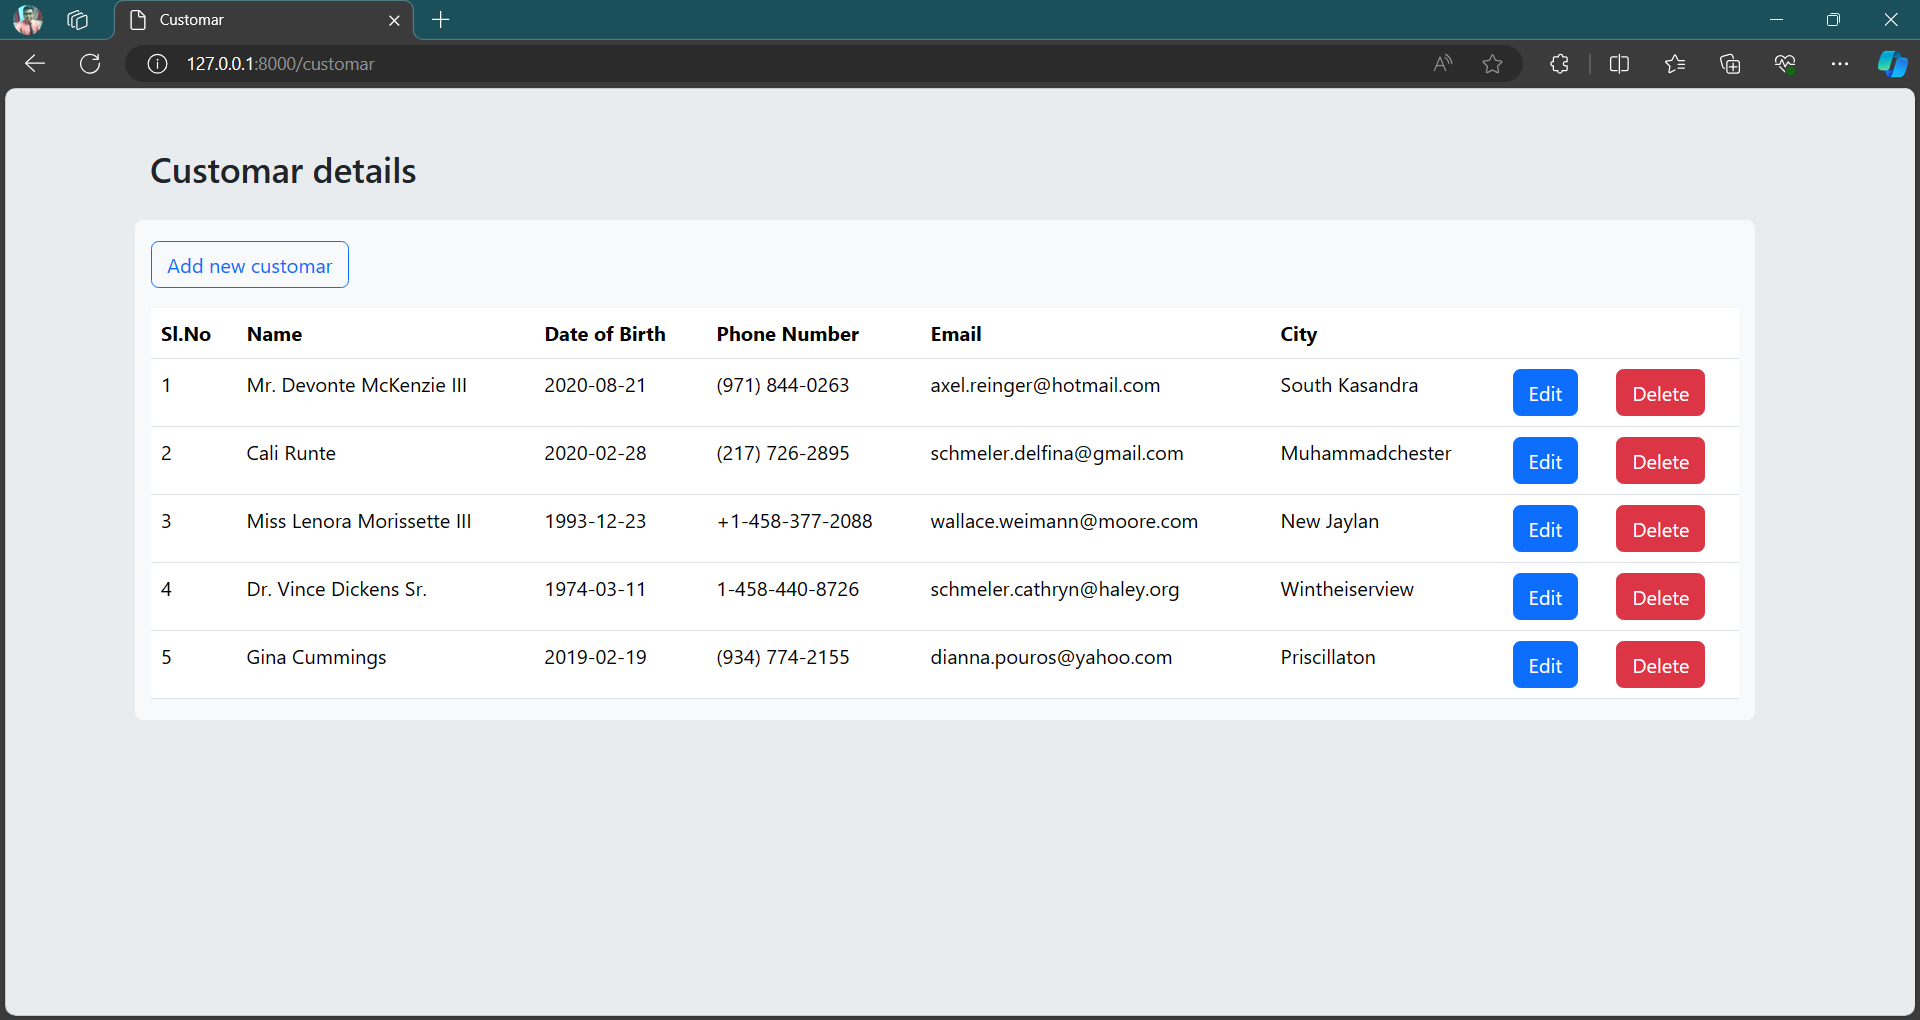 Customar
127.0.0.1:8000/customar
Customar details
Add new customar
Sl.No Name Date of Birth Phone Number Email City
1 Mr. Devonte McKenzie III 2020-08-21 (971) 844-0263 axel.reinger@hotmail.com South Kasandra Edit Delete
2 Cali Runte 2020-02-28 (217) 726-2895 schmeler.delfina@gmail.com Muhammadchester Edit Delete
3 Miss Lenora Morissette III 1993-12-23 +1-458-377-2088 wallace.weimann@moore.com New Jaylan Edit Delete
4 Dr. Vince Dickens Sr. 1974-03-11 1-458-440-8726 schmeler.cathryn@haley.org Wintheiserview Edit Delete
5 Gina Cummings 2019-02-19 (934) 774-2155 dianna.pouros@yahoo.com Priscillaton Edit Delete